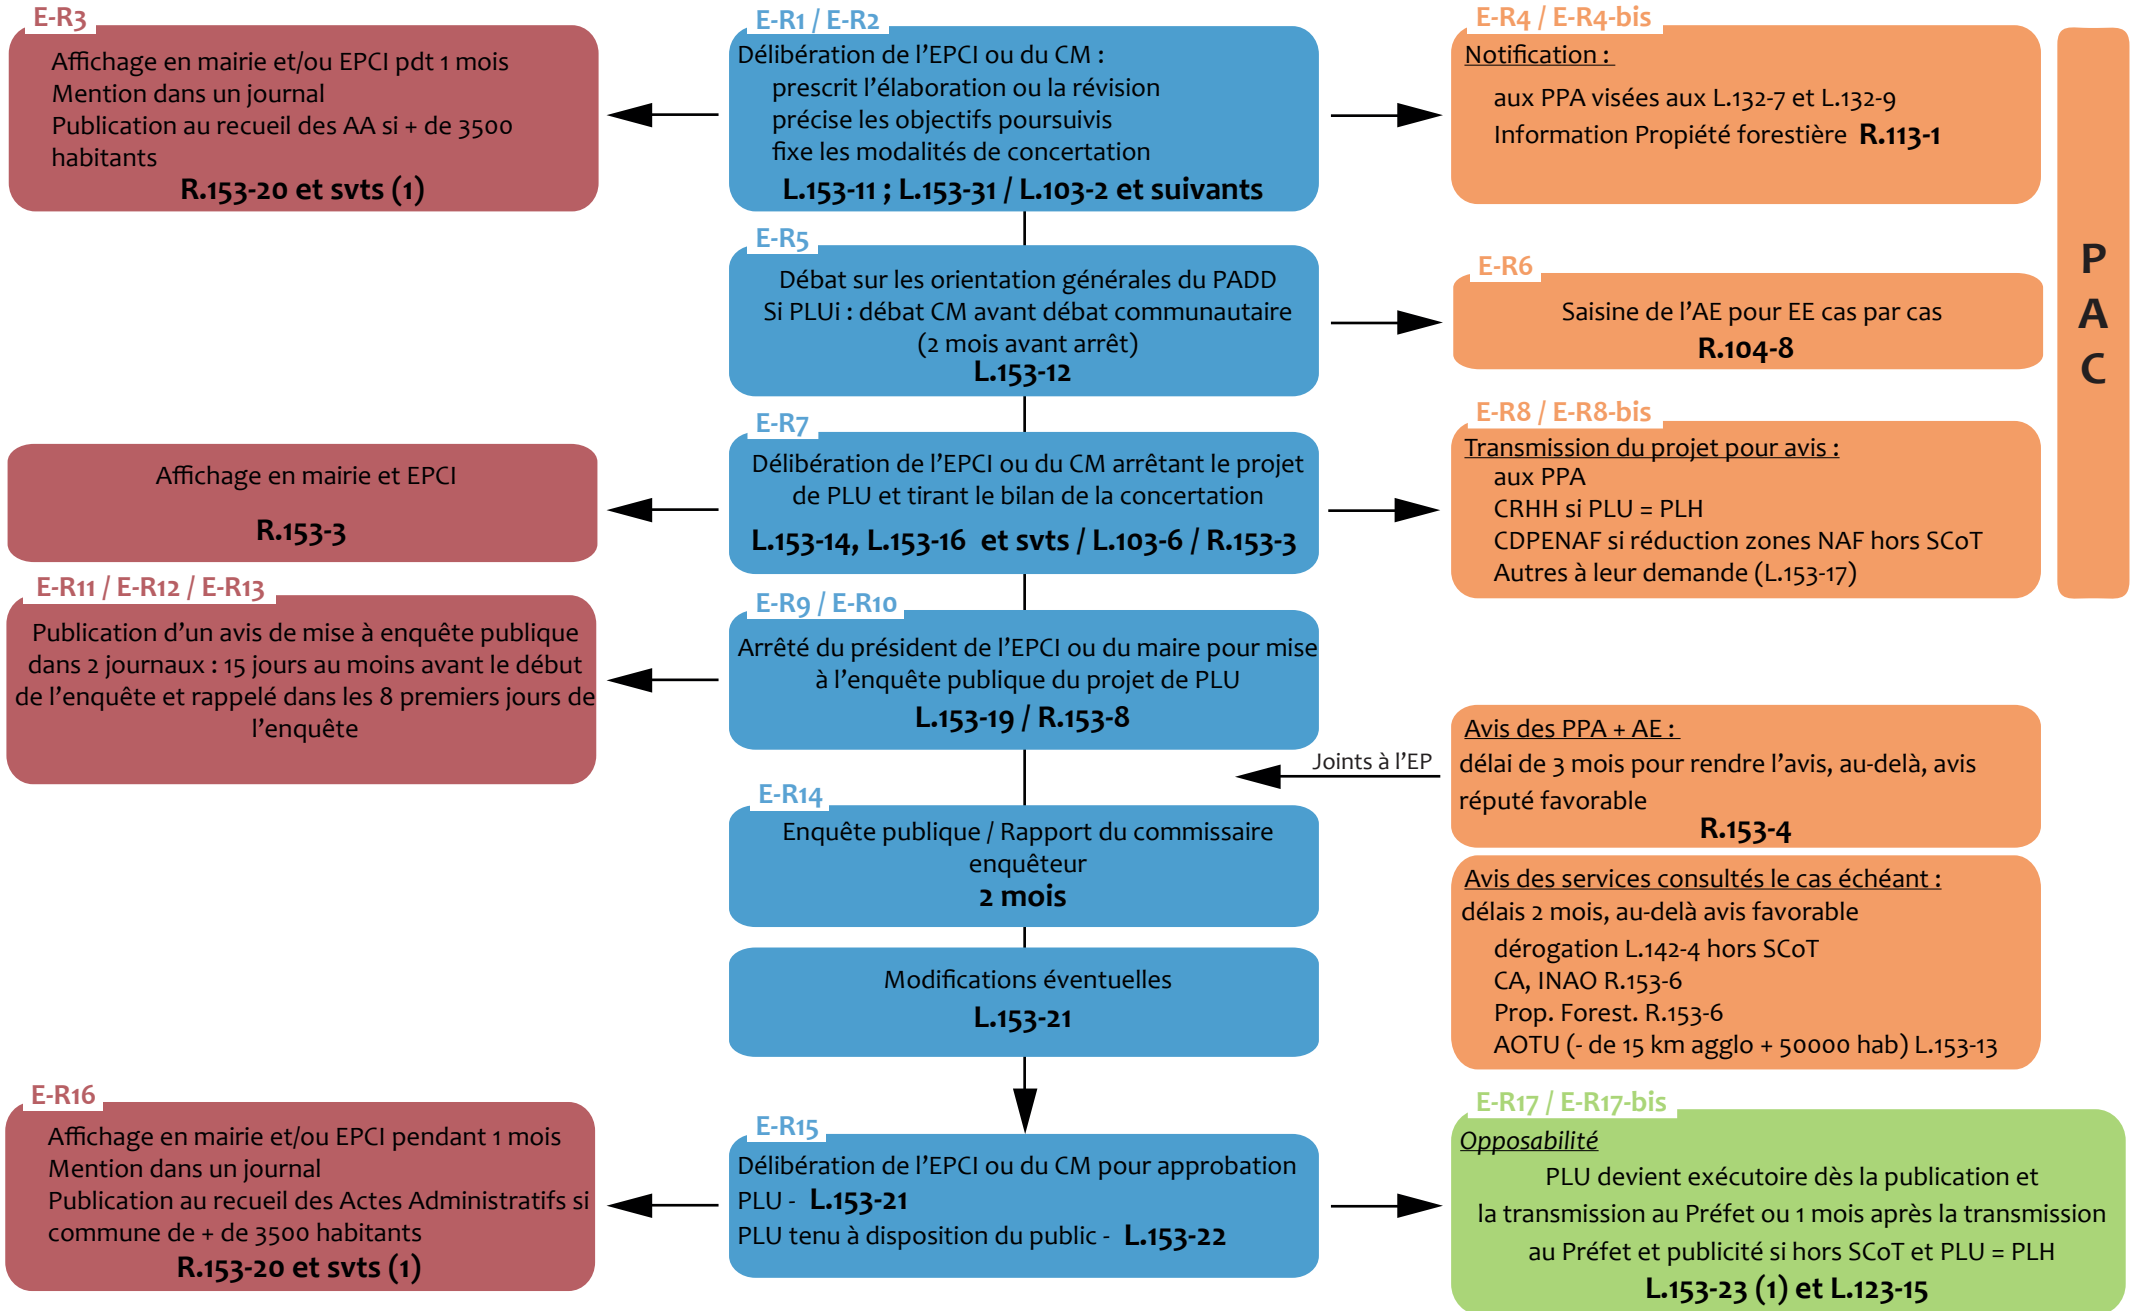 E-R3
Affichage en mairie et/ou EPCI pdt 1 mois
Mention dans un journal
Publication au recueil des AA si + de 3500
habitants
R.153-20 et svts (1)
E-R1 / E-R2
Délibération de l'EPCI ou du CM :
prescrit l'élaboration ou la révision
précise les objectifs poursuivis
fixe les modalités de concertation
L.153-11 ; L.153-31 / L.103-2 et suivants
E-R4 / E-R4-bis
Notification :
aux PPA visées aux L.132-7 et L.132-9
Information Propiété forestière R.113-1
P
A
C
E-R5
Débat sur les orientation générales du PADD
Si PLUi : débat CM avant débat communautaire
(2 mois avant arrêt)
L.153-12
E-R6
Saisine de l'AE pour EE cas par cas
R.104-8
Affichage en mairie et EPCI
R.153-3
E-R7
Délibération de l'EPCI ou du CM arrêtant le projet
de PLU et tirant le bilan de la concertation
L.153-14, L.153-16 et svts / L.103-6 / R.153-3
E-R8 / E-R8-bis
Transmission du projet pour avis :
aux PPA
CRHH si PLU = PLH
CDPENAF si réduction zones NAF hors SCoT
Autres à leur demande (L.153-17)
E-R11 / E-R12 / E-R13
Publication d'un avis de mise à enquête publique
dans 2 journaux : 15 jours au moins avant le début
de l'enquête et rappelé dans les 8 premiers jours de
l'enquête
E-R9 / E-R10
Arrêté du président de l'EPCI ou du maire pour mise
à l'enquête publique du projet de PLU
L.153-19 / R.153-8
Joints à l'EP
Avis des PPA + AE :
délai de 3 mois pour rendre l'avis, au-delà, avis
réputé favorable
R.153-4
E-R14
Enquête publique / Rapport du commissaire
enquêteur
2 mois
Avis des services consultés le cas échéant :
délais 2 mois, au-delà avis favorable
dérogation L.142-4 hors SCoT
CA, INAO R.153-6
Prop. Forest. R.153-6
AOTU (- de 15 km agglo + 50000 hab) L.153-13
Modifications éventuelles
L.153-21
E-R16
Affichage en mairie et/ou EPCI pendant 1 mois
Mention dans un journal
Publication au recueil des Actes Administratifs si
commune de + de 3500 habitants
R.153-20 et svts (1)
E-R15
Délibération de l'EPCI ou du CM pour approbation
PLU - L.153-21
PLU tenu à disposition du public - L.153-22
E-R17 / E-R17-bis
Opposabilité
PLU devient exécutoire dès la publication et
la transmission au Préfet ou 1 mois après la transmission
au Préfet et publicité si hors SCoT et PLU = PLH
L.153-23 (1) et L.123-15